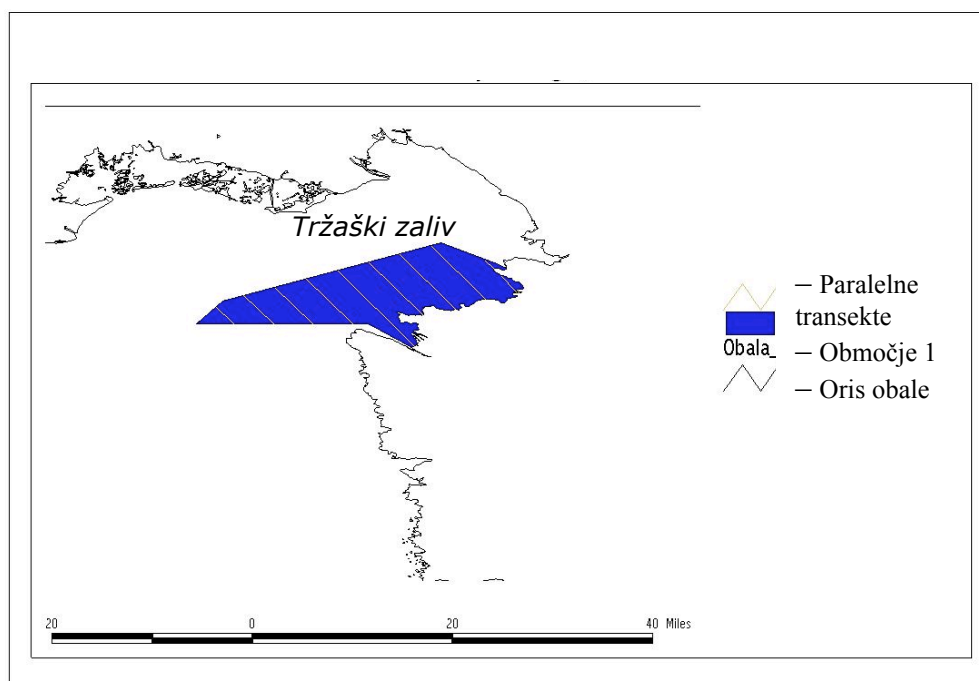 Tržaški zaliv
– Paralelne
transekte
Obala_ – Območje 1
– Oris obale
20 0 20 40 Miles